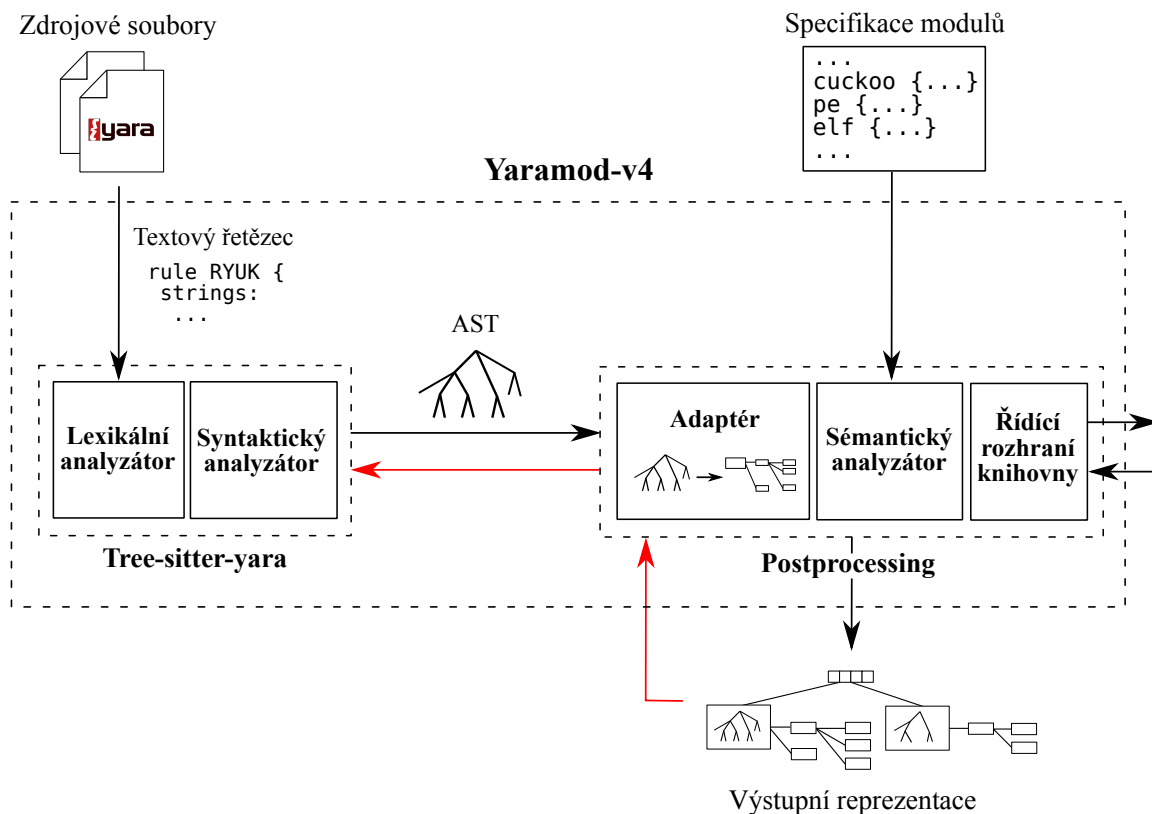 Zdrojové soubory
yara
Specifikace modulů
...
cuckoo {...}
pe {...}
elf {...}
...
Yaramod-v4
Textový řetězec
rule RYUK {
strings:
...
AST
Lexikální
analyzátor
Syntaktický
analyzátor
Tree-sitter-yara
Adaptér
Sémantický
analyzátor
Řídící
rozhraní
knihovny
Postprocessing
Výstupní reprezentace